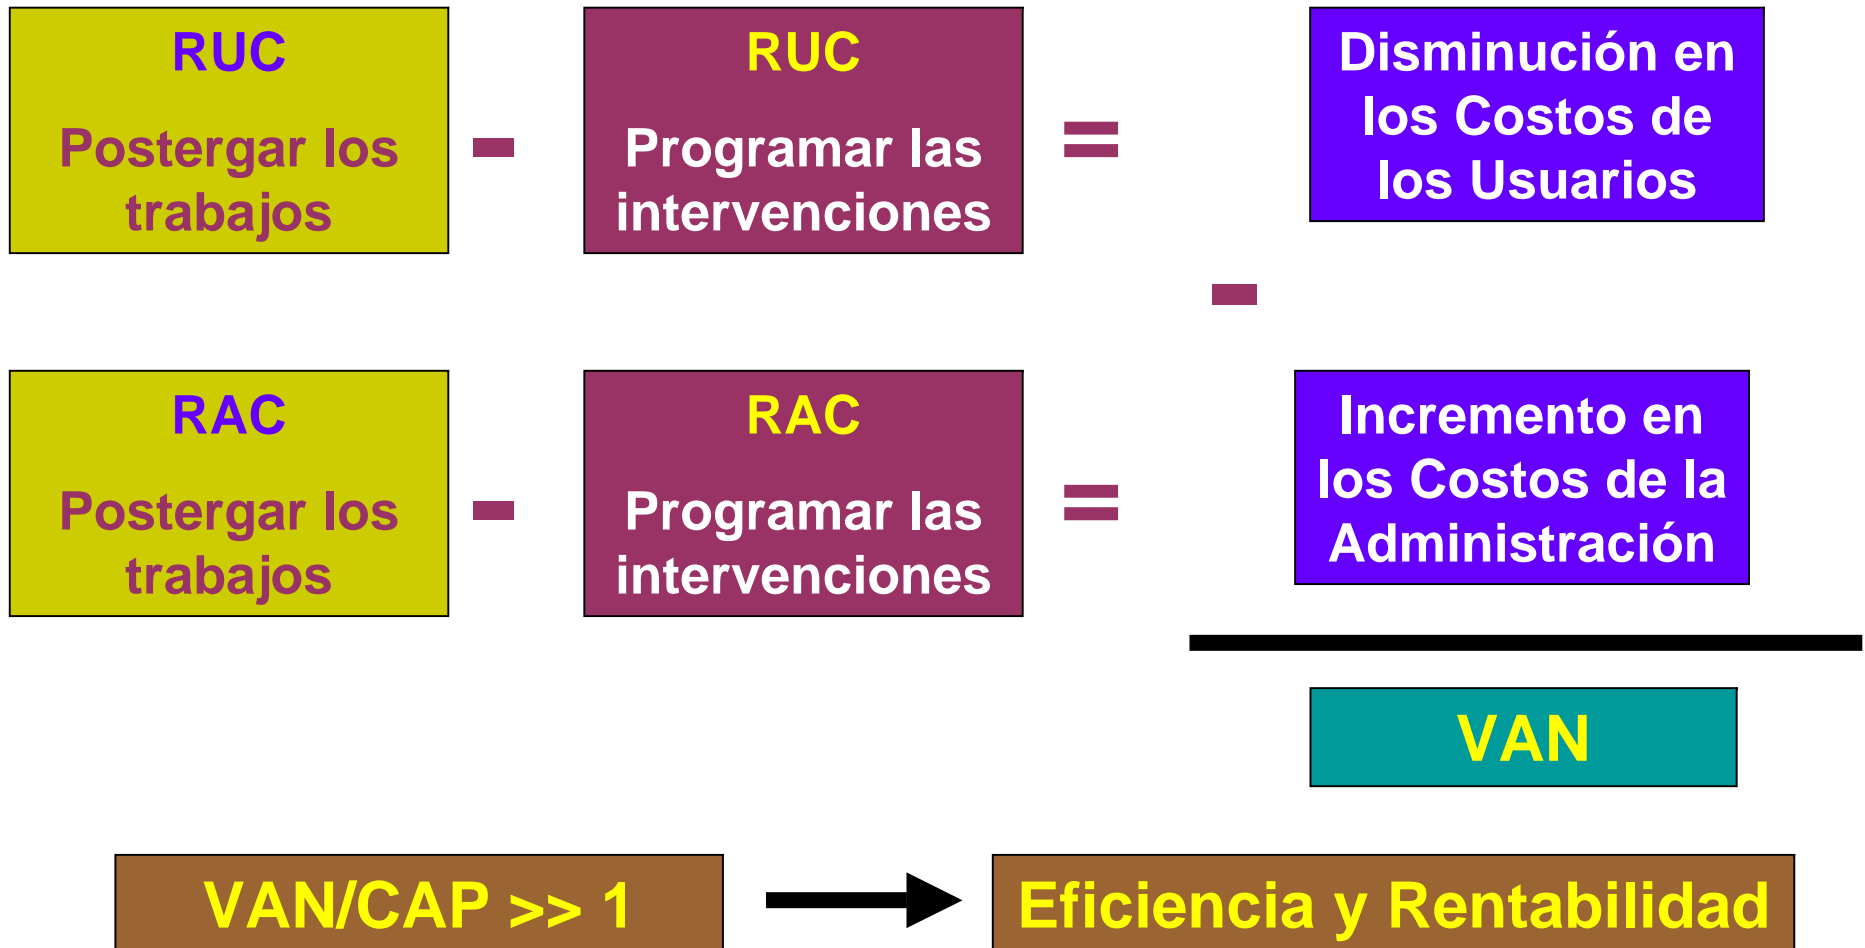 RUC
Postergar los
trabajos
-
RUC
Programar las
intervenciones
=
Disminución en
los Costos de
los Usuarios
-
RAC
Postergar los
trabajos
-
RAC
Programar las
intervenciones
=
Incremento en
los Costos de la
Administración
VAN
VAN/CAP >> 1
Eficiencia y Rentabilidad